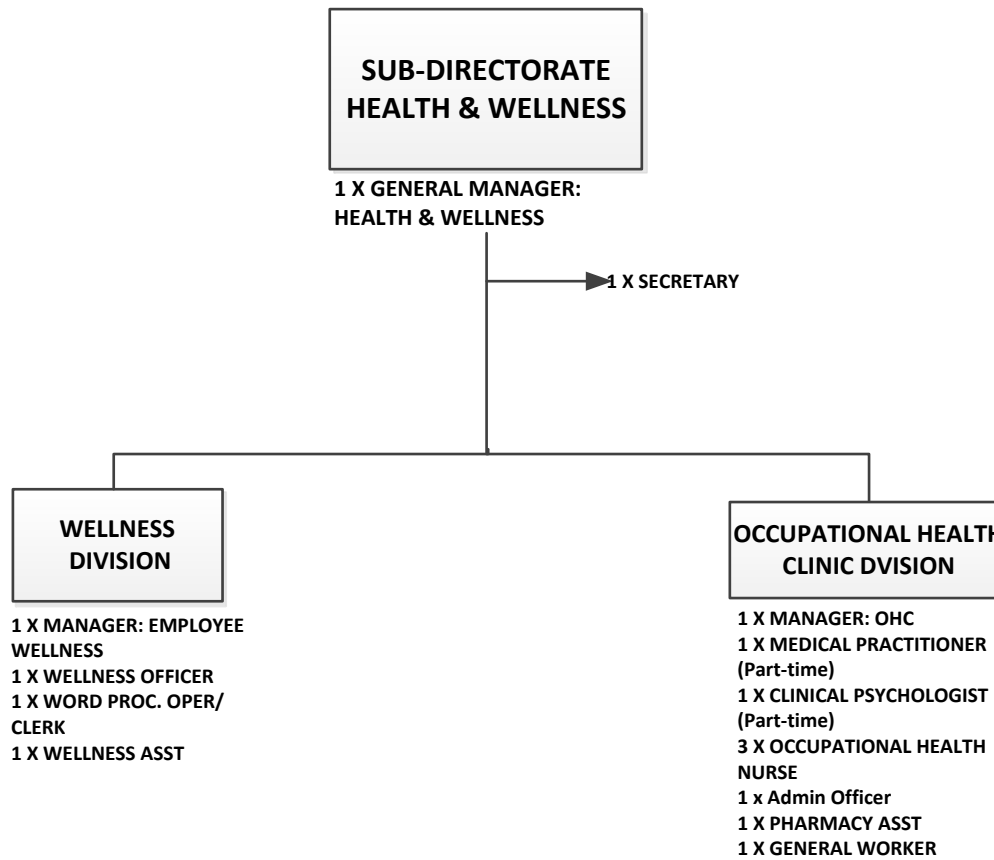 SUB-DIRECTORATE
HEALTH & WELLNESS
1 X GENERAL MANAGER:
HEALTH & WELLNESS
1 X SECRETARY
WELLNESS
DIVISION
1 X MANAGER: EMPLOYEE
WELLNESS
1 X WELLNESS OFFICER
1 X WORD PROC. OPER/
CLERK
1 X WELLNESS ASST
OCCUPATIONAL HEALTH
CLINIC DVISION
1 X MANAGER: OHC
1 X MEDICAL PRACTITIONER
(Part-time)
1 X CLINICAL PSYCHOLOGIST
(Part-time)
3 X OCCUPATIONAL HEALTH
NURSE
1 x Admin Officer
1 X PHARMACY ASST
1 X GENERAL WORKER